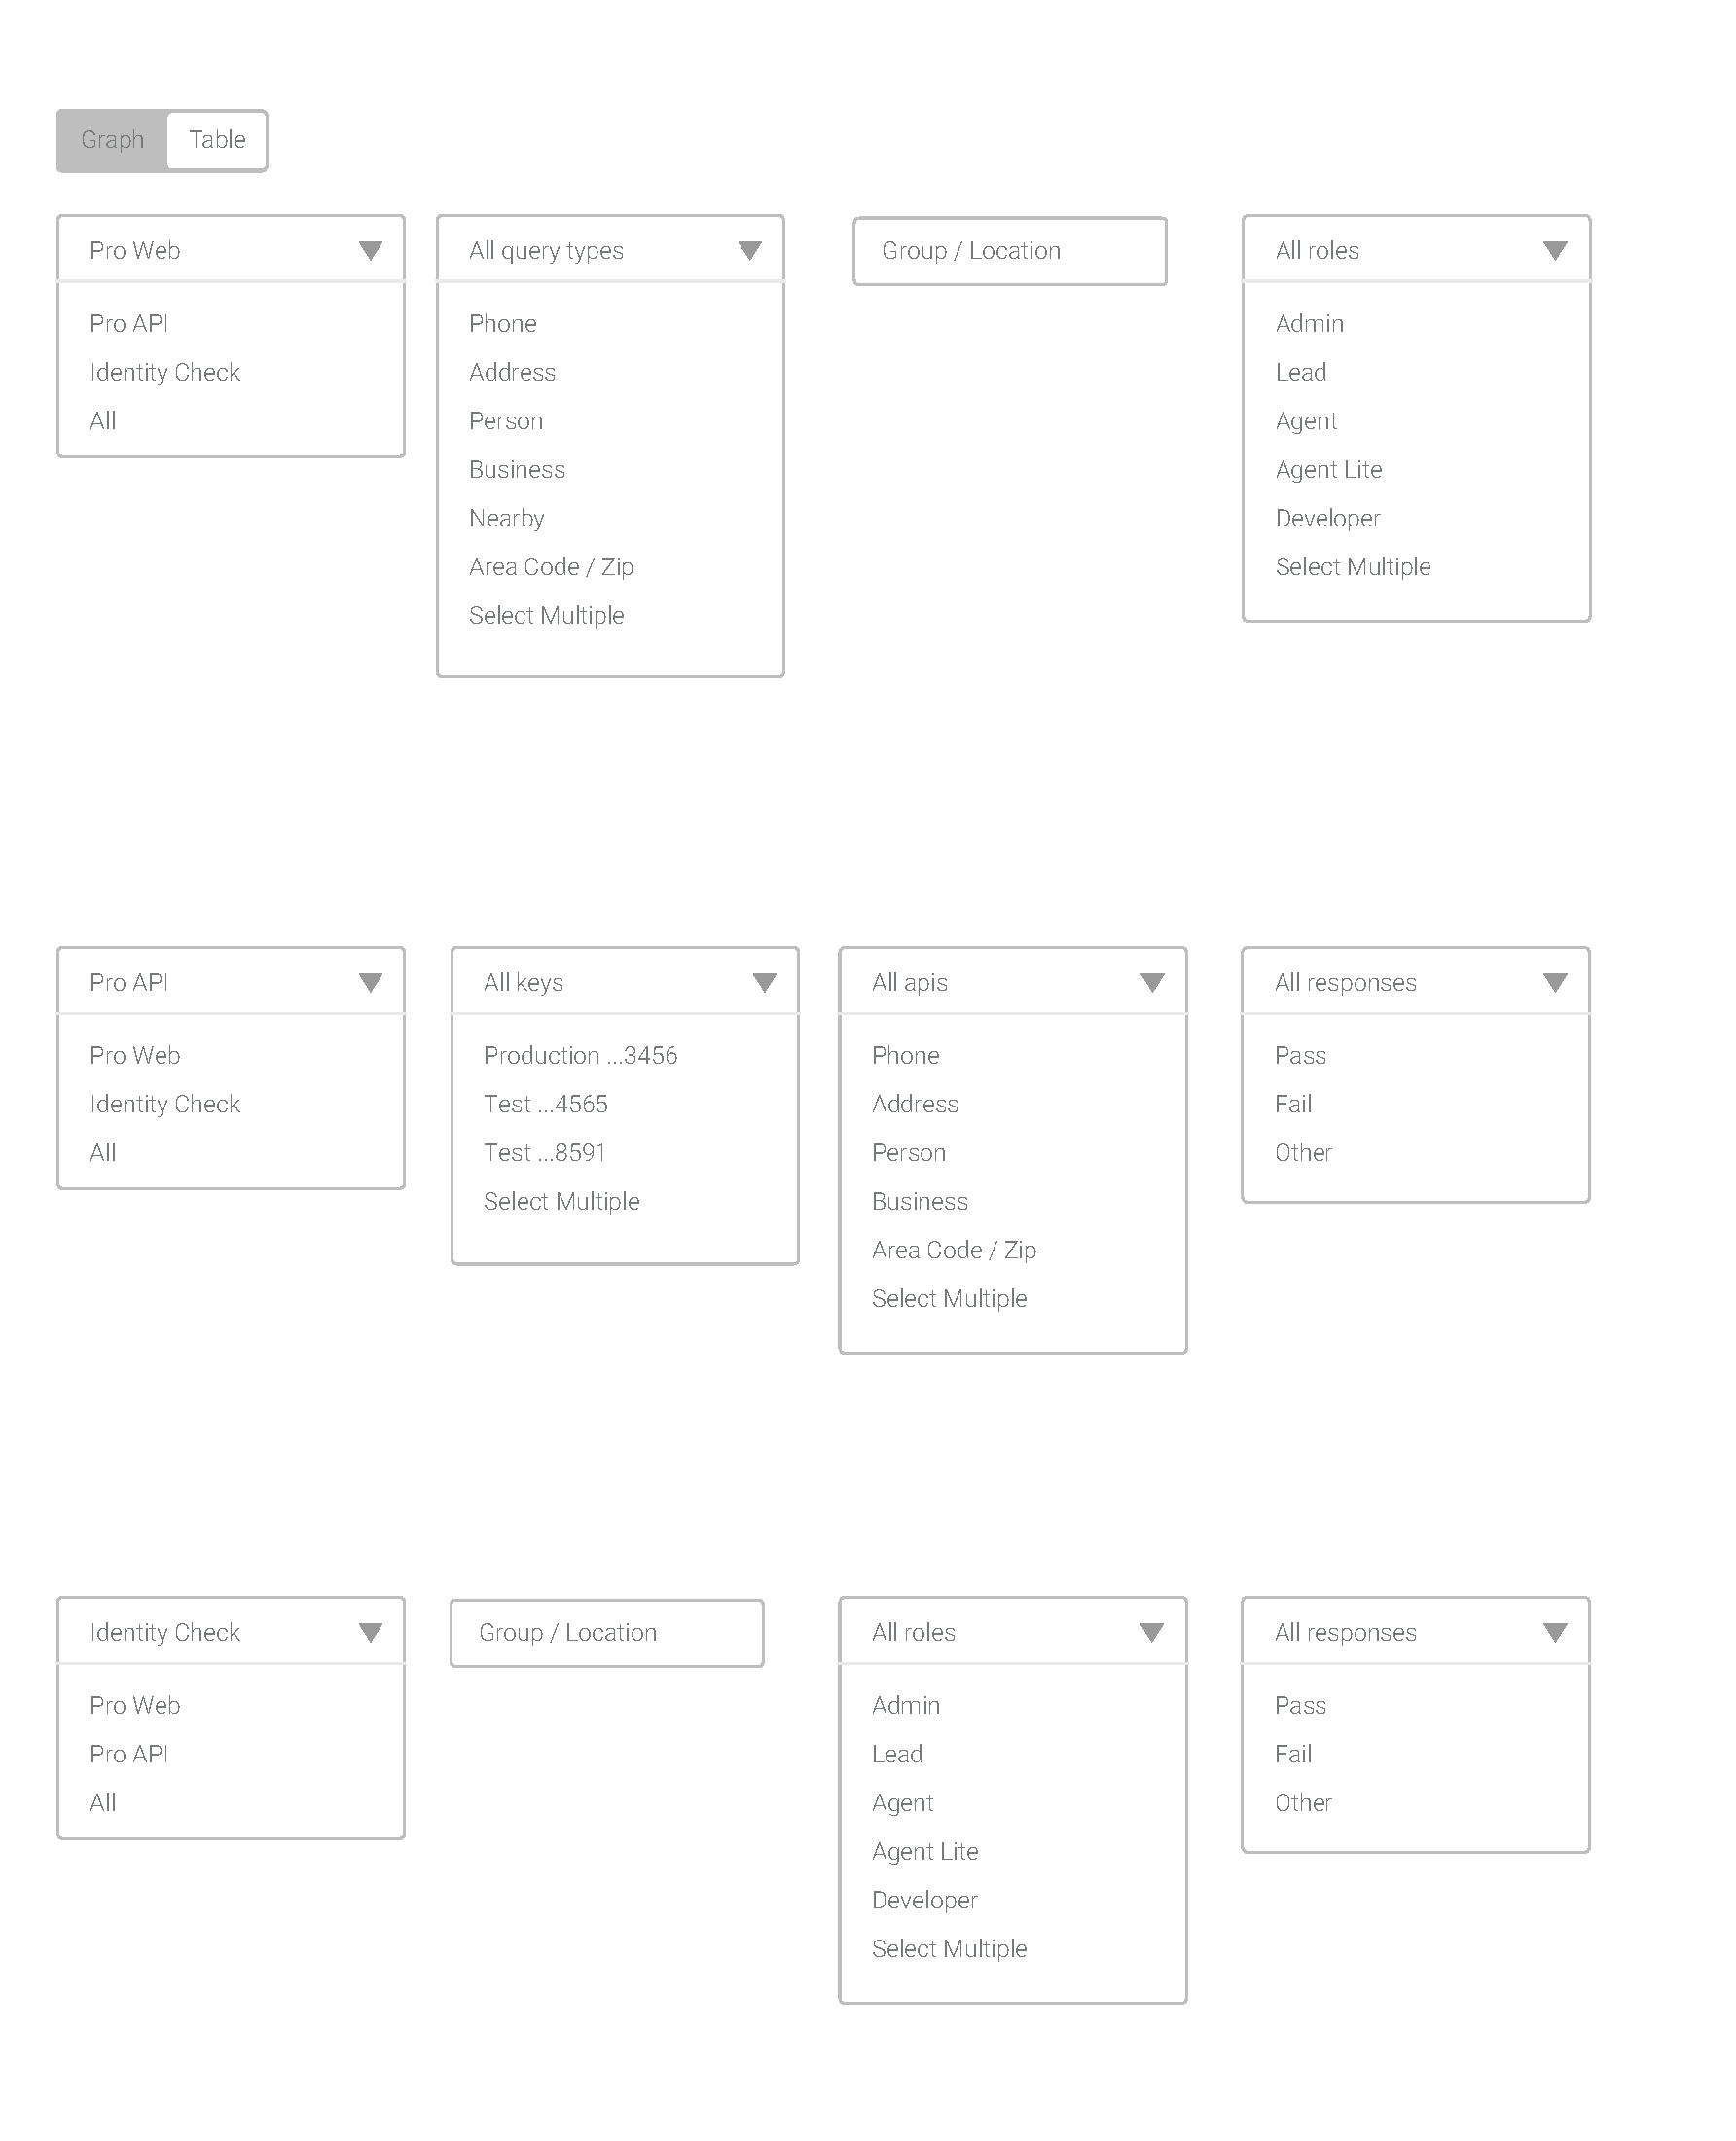 Graph Table
Pro Web
Pro API
Identity Check
All
All query types
Phone
Address
Person
Business
Nearby
Area Code / Zip
Select Multiple
Group / Location
All roles
Admin
Lead
Agent
Agent Lite
Developer
Select Multiple
Pro API
Pro Web
Identity Check
All
All keys
Production ...3456
Test ...4565
Test ...8591
Select Multiple
All apis
Phone
Address
Person
Business
Area Code / Zip
Select Multiple
All responses
Pass
Fail
Other
Identity Check
Pro Web
Pro API
All
Group / Location
All roles
Admin
Lead
Agent
Agent Lite
Developer
Select Multiple
All responses
Pass
Fail
Other